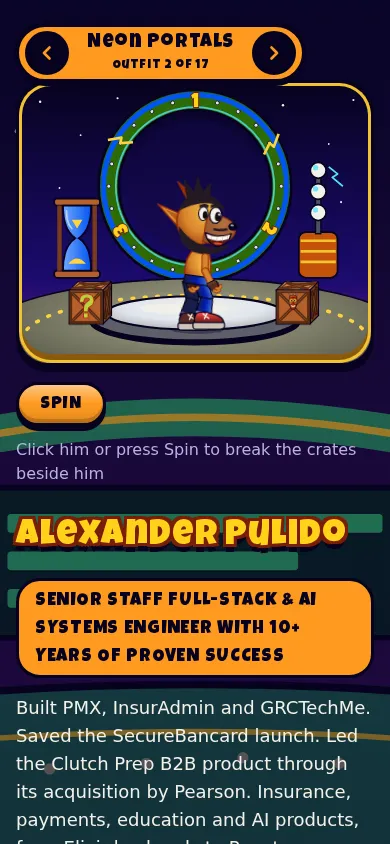 Neon Portals
OUTFIT 2 OF 17
1
2
3
?
SPIN
Click him or press Spin to break the crates
beside him
Alexander Pulido
SENIOR STAFF FULL-STACK & AI
SYSTEMS ENGINEER WITH 10+
YEARS OF PROVEN SUCCESS
Built PMX, InsurAdmin and GRCTechMe.
Saved the SecureBancard launch. Led
the Clutch Prep B2B product through
its acquisition by Pearson. Insurance,
payments, education and AI products,